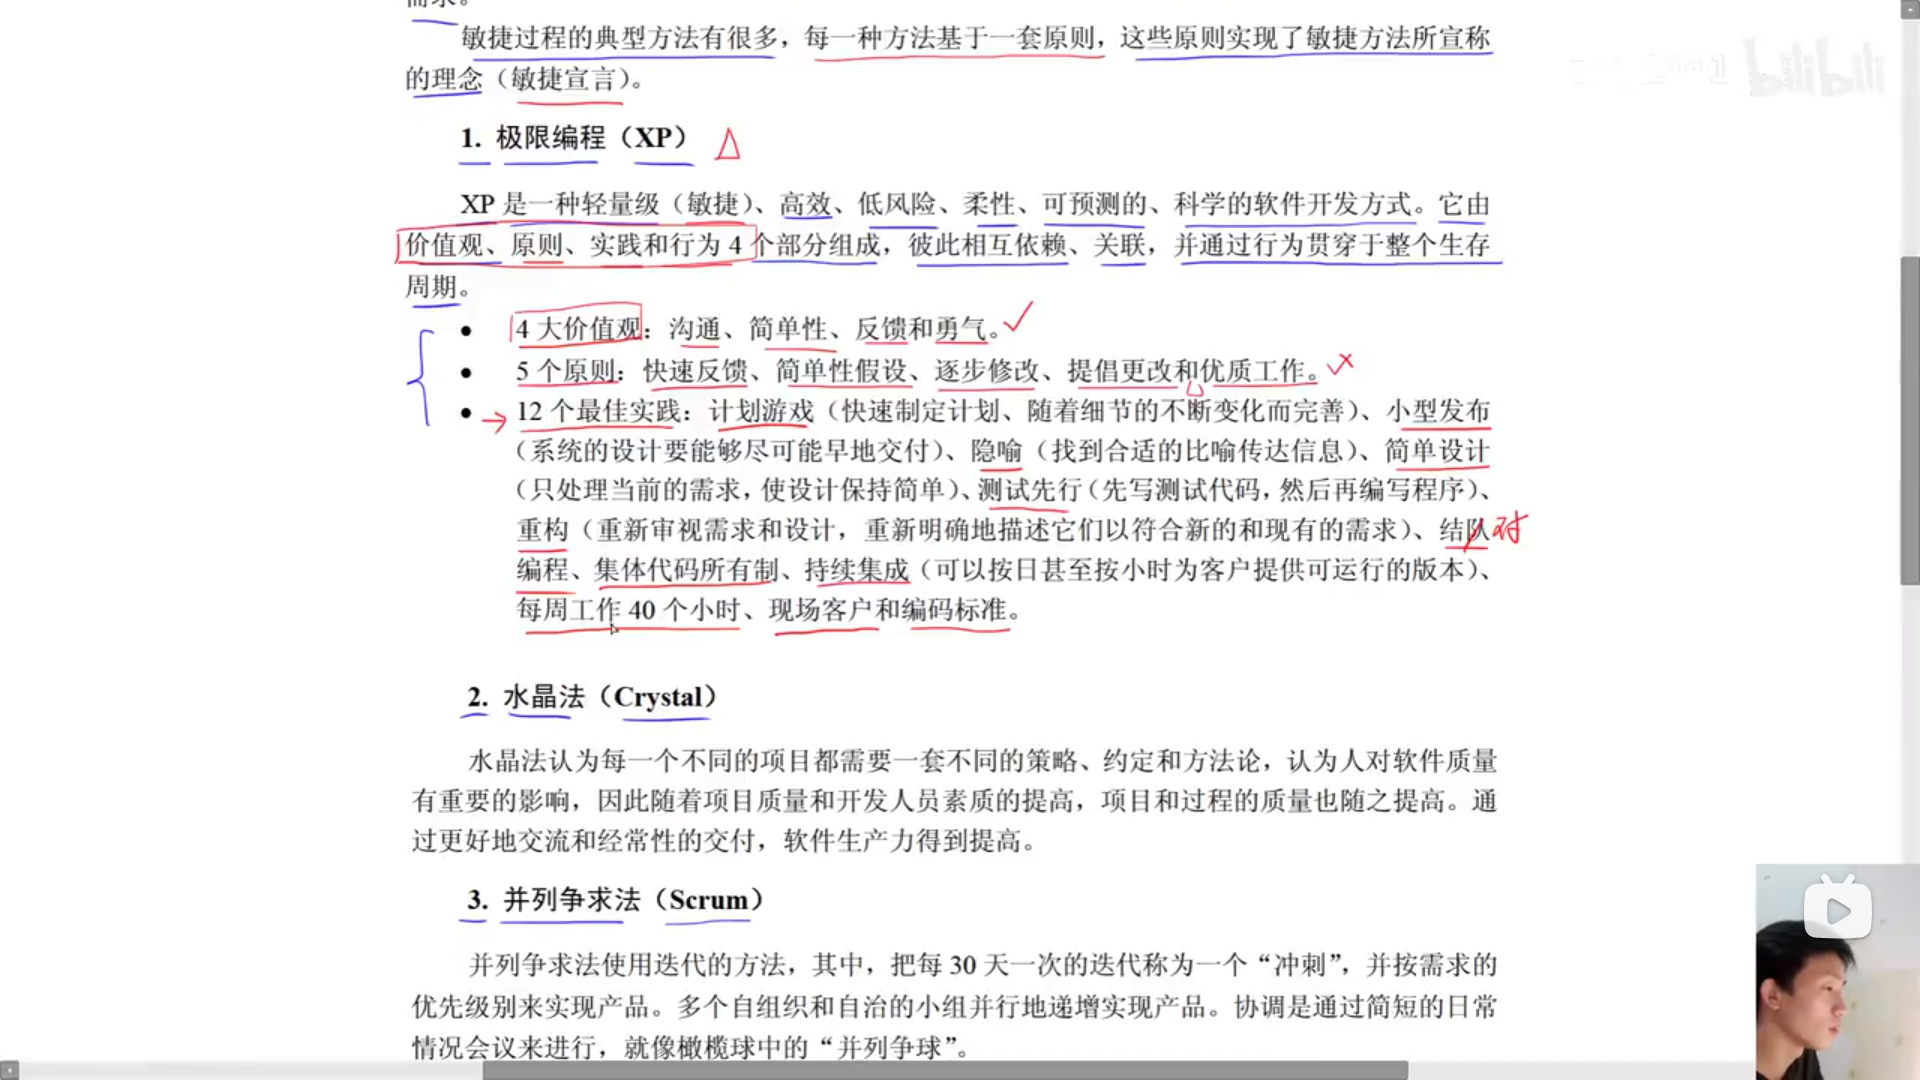 需求。
敏捷过程的典型方法有很多，每一种方法基于一套原则，这些原则实现了敏捷方法所宣称
的理念（敏捷宣言）。
1. 极限编程（XP）
XP 是一种轻量级（敏捷）、高效、低风险、柔性、可预测的、科学的软件开发方式。它由
价值观、原则、实践和行为 4 个部分组成，彼此相互依赖、关联，并通过行为贯穿于整个生存
周期。
● 4 大价值观：沟通、简单性、反馈和勇气。
● 5 个原则：快速反馈、简单性假设、逐步修改、提倡更改和优质工作。
● 12 个最佳实践：计划游戏（快速制定计划、随着细节的不断变化而完善）、小型发布
（系统的设计要能够尽可能早地交付）、隐喻（找到合适的比喻传达信息）、简单设计
（只处理当前的需求，使设计保持简单）、测试先行（先写测试代码，然后再编写程序）、
重构（重新审视需求和设计，重新明确地描述它们以符合新的和现有的需求）、结队 对
编程、集体代码所有制、持续集成（可以按日甚至按小时为客户提供可运行的版本）、
每周工作 40 个小时、现场客户和编码标准。
2. 水晶法（Crystal）
水晶法认为每一个不同的项目都需要一套不同的策略、约定和方法论，认为人对软件质量
有重要的影响，因此随着项目质量和开发人员素质的提高，项目和过程的质量也随之提高。通
过更好地交流和经常性的交付，软件生产力得到提高。
3. 并列争求法（Scrum）
并列争求法使用迭代的方法，其中，把每 30 天一次的迭代称为一个“冲刺”，并按需求的
优先级别来实现产品。多个自组织和自治的小组并行地递增实现产品。协调是通过简短的日常
情况会议来进行，就像橄榄球中的“并列争球”。
bilibili